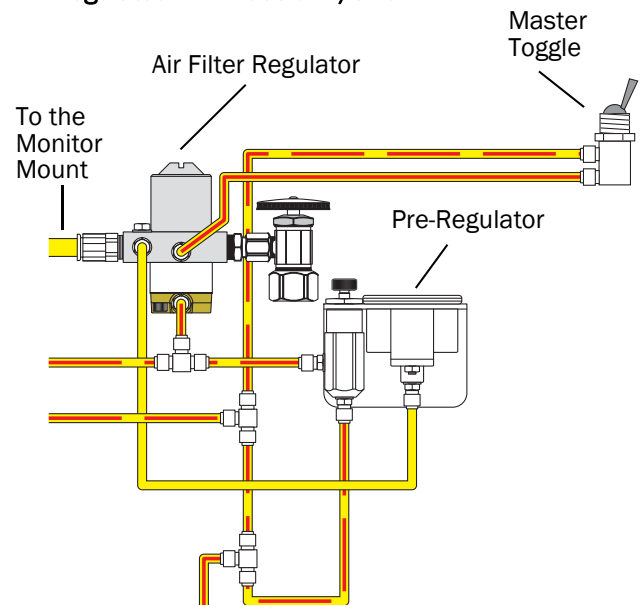 Master
Toggle
Air Filter Regulator
To the
Monitor
Mount
Pre-Regulator